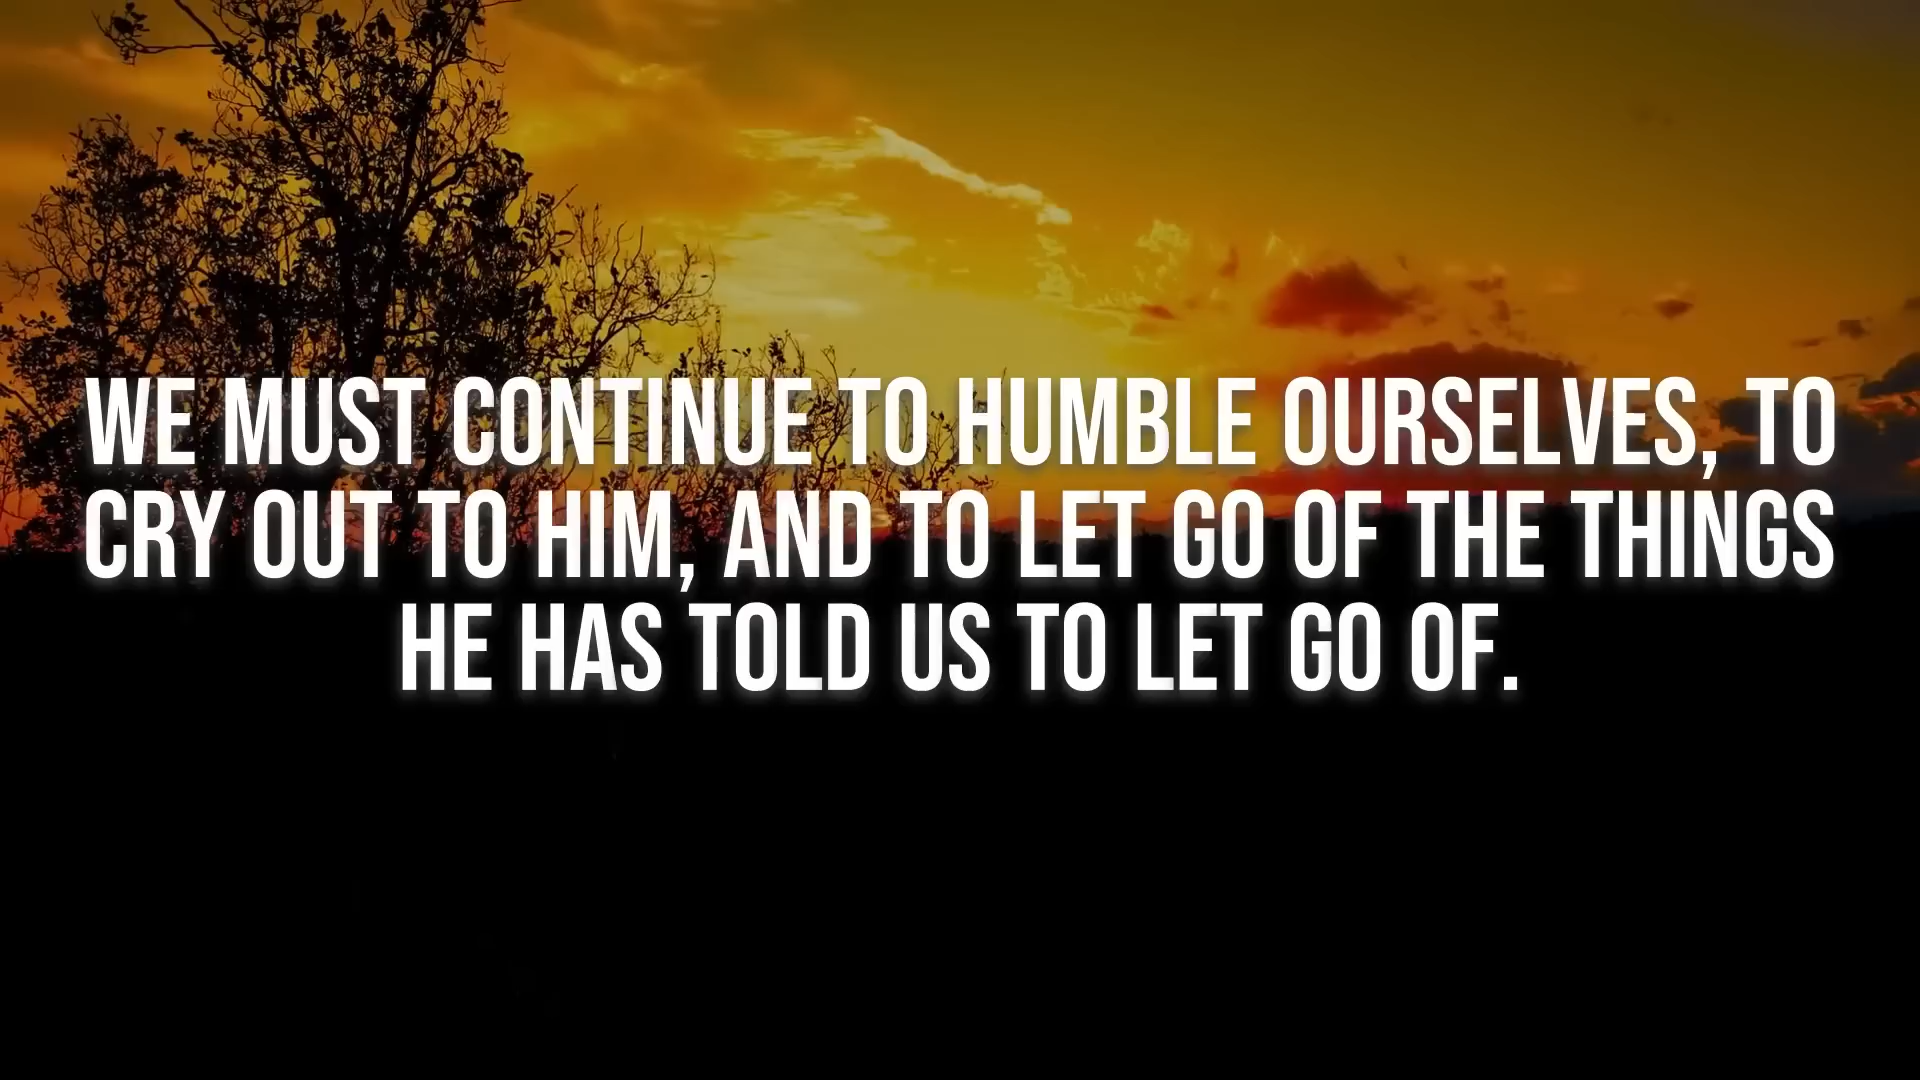 WE MUST CONTINUE TO HUMBLE OURSELVES, TO
CRY OUT TO HIM, AND TO LET GO OF THE THINGS
HE HAS TOLD US TO LET GO OF.